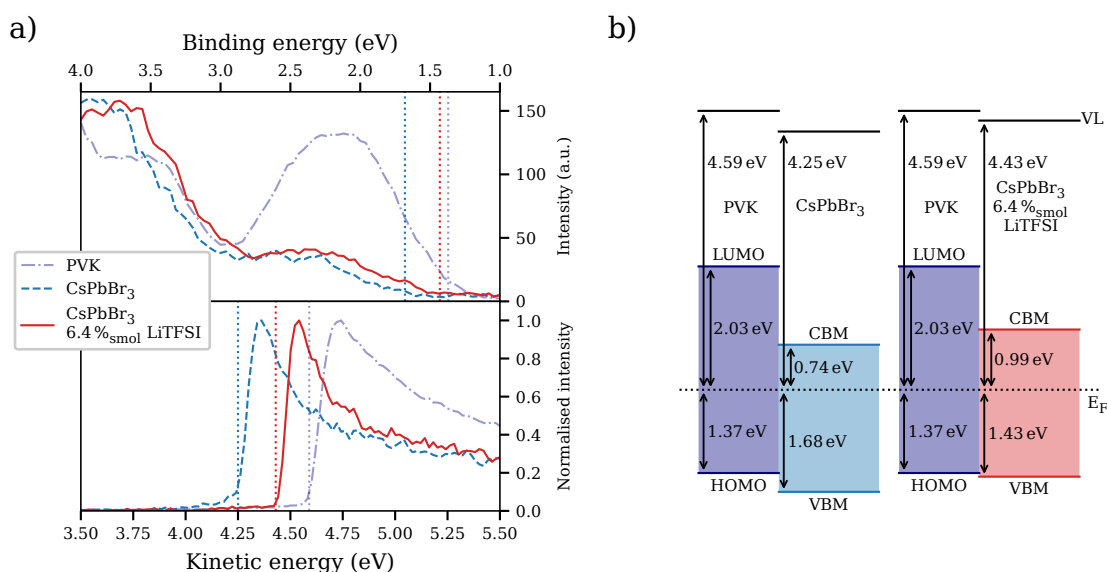 a)
Binding energy (eV)
4.0 3.5 3.0 2.5 2.0 1.5 1.0
150
100
50
0
Intensity (a.u.)
PVK
CsPbBr₃
CsPbBr₃
6.4 %smol LiTFSI
1.0
0.8
0.6
0.4
0.2
0.0
Normalised intensity
3.50 3.75 4.00 4.25 4.50 4.75 5.00 5.25 5.50
Kinetic energy (eV)
b)
VL
4.59 eV 4.25 eV 4.59 eV 4.43 eV
PVK CsPbBr₃ PVK CsPbBr₃
6.4 %smol
LiTFSI
LUMO LUMO
2.03 eV CBM 2.03 eV CBM
0.74 eV 0.99 eV
E_F
1.37 eV 1.68 eV 1.37 eV 1.43 eV
HOMO VBM HOMO VBM